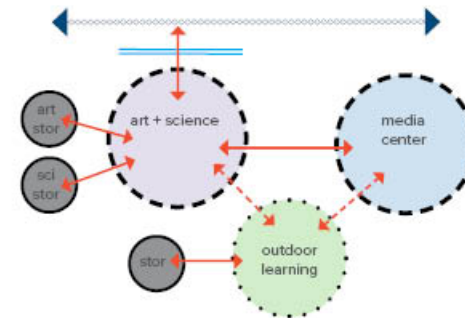 art
stor
art + science
media
center
sci
stor
stor
outdoor
learning